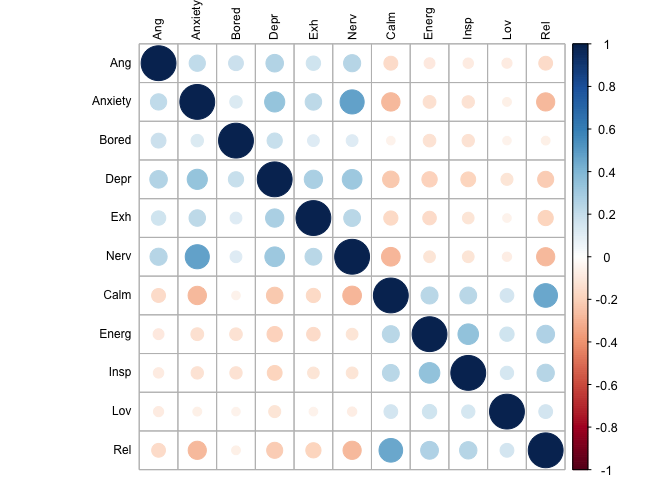 Ang Anxiety Bored Depr Exh Nerv Calm Energ Insp Lov Rel
Ang
Anxiety
Bored
Depr
Exh
Nerv
Calm
Energ
Insp
Lov
Rel
1
0.8
0.6
0.4
0.2
0
-0.2
-0.4
-0.6
-0.8
-1